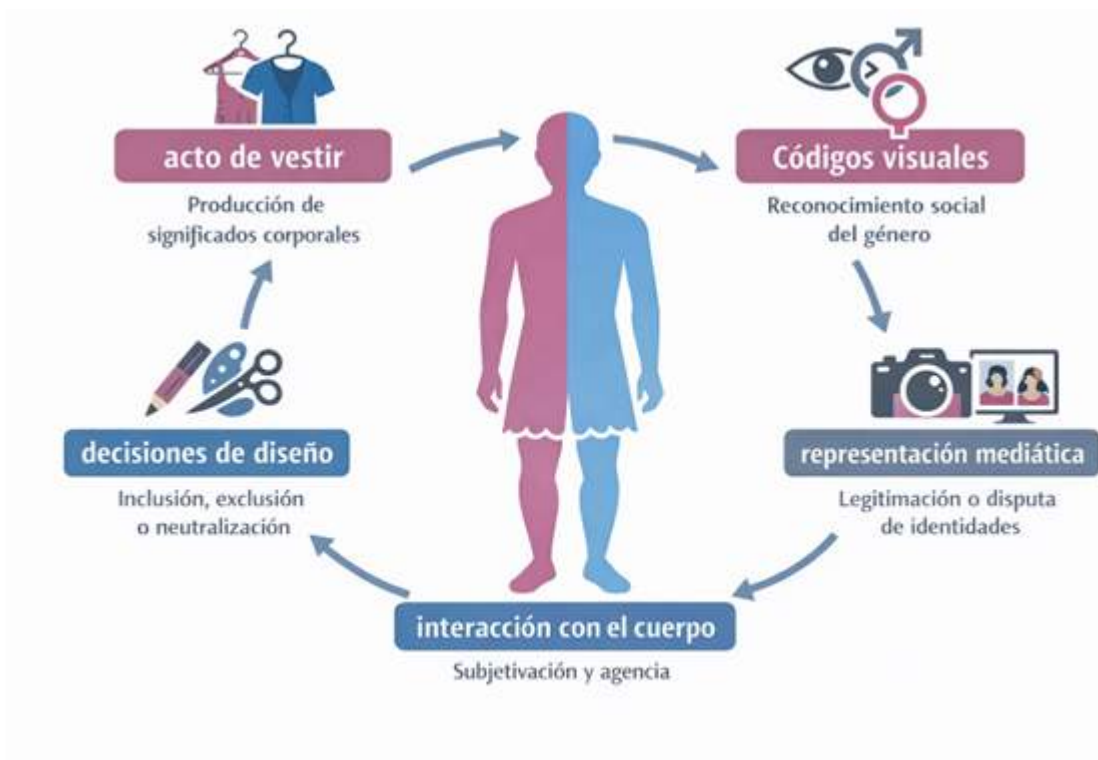 acto de vestir
Producción de
significados corporales
Códigos visuales
Reconocimiento social
del género
representación mediática
Legitimación o disputa
de identidades
interacción con el cuerpo
Subjetivación y agencia
decisiones de diseño
Inclusión, exclusión
o neutralización